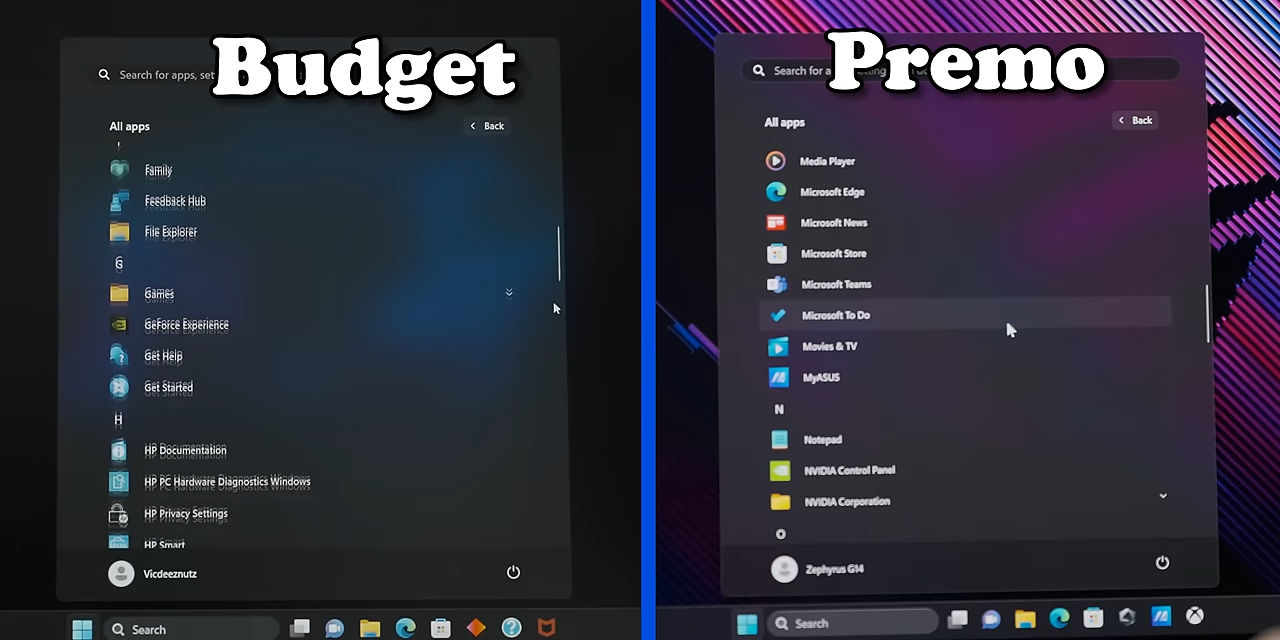 Budget
Search for apps, set
All apps
Back
Family
Feedback Hub
File Explorer
G
Games
GeForce Experience
Get Help
Get Started
H
HP Documentation
HP PC Hardware Diagnostics Windows
HP Privacy Settings
HP Smart
Vicdeeznutz
Search
Premo
Search for a
All apps
Back
Media Player
Microsoft Edge
Microsoft News
Microsoft Store
Microsoft Teams
Microsoft To Do
Movies & TV
MyASUS
N
Notepad
NVIDIA Control Panel
NVIDIA Corporation
O
Zephyrus G14
Search